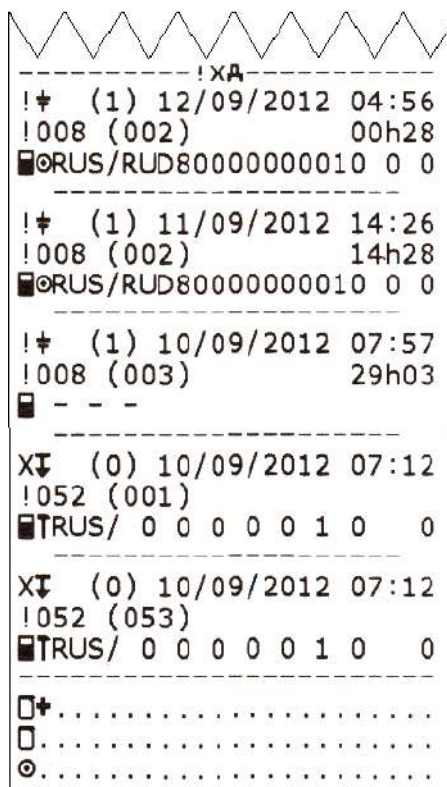 -----------!ХД------------
!⏚ (1) 12/09/2012 04:56
!008 (002) 00h28
RUS/RUD80000000010 0 0
------------------------
!⏚ (1) 11/09/2012 14:26
!008 (002) 14h28
RUS/RUD80000000010 0 0
------------------------
!⏚ (1) 10/09/2012 07:57
!008 (003) 29h03
- - -
------------------------
X (0) 10/09/2012 07:12
!052 (001)
TRUS/ 0 0 0 0 0 1 0 0
------------------------
X (0) 10/09/2012 07:12
!052 (053)
TRUS/ 0 0 0 0 0 1 0 0
----------------------------
+.........................
..........................
⊙.........................